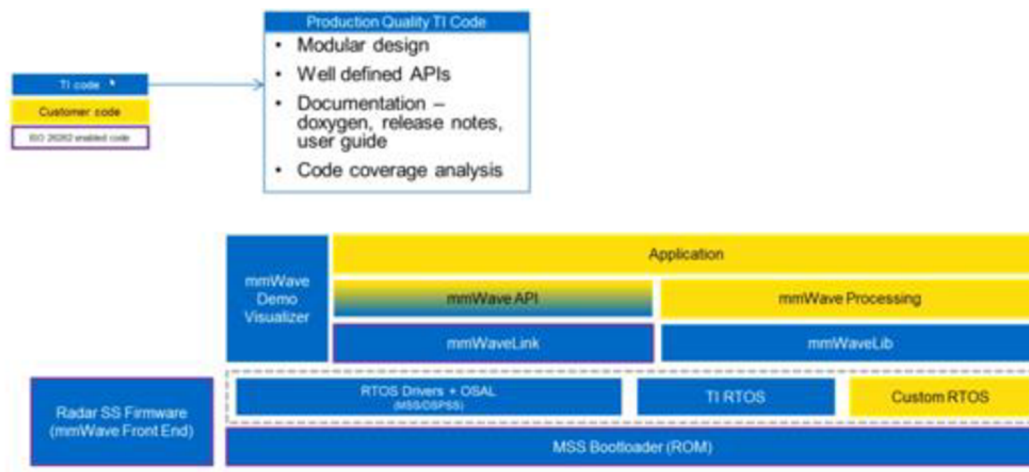 Production Quality TI Code
• Modular design
• Well defined APIs
• Documentation –
doxygen, release notes,
user guide
• Code coverage analysis
TI code
Customer code
ISO 26262 enabled code
mmWave
Demo
Visualizer
Application
mmWave API
mmWave Processing
mmWaveLink
mmWaveLib
Radar SS Firmware
(mmWave Front End)
RTOS Drivers + OSAL
(MSS/DSPSS)
TI RTOS
Custom RTOS
MSS Bootloader (ROM)